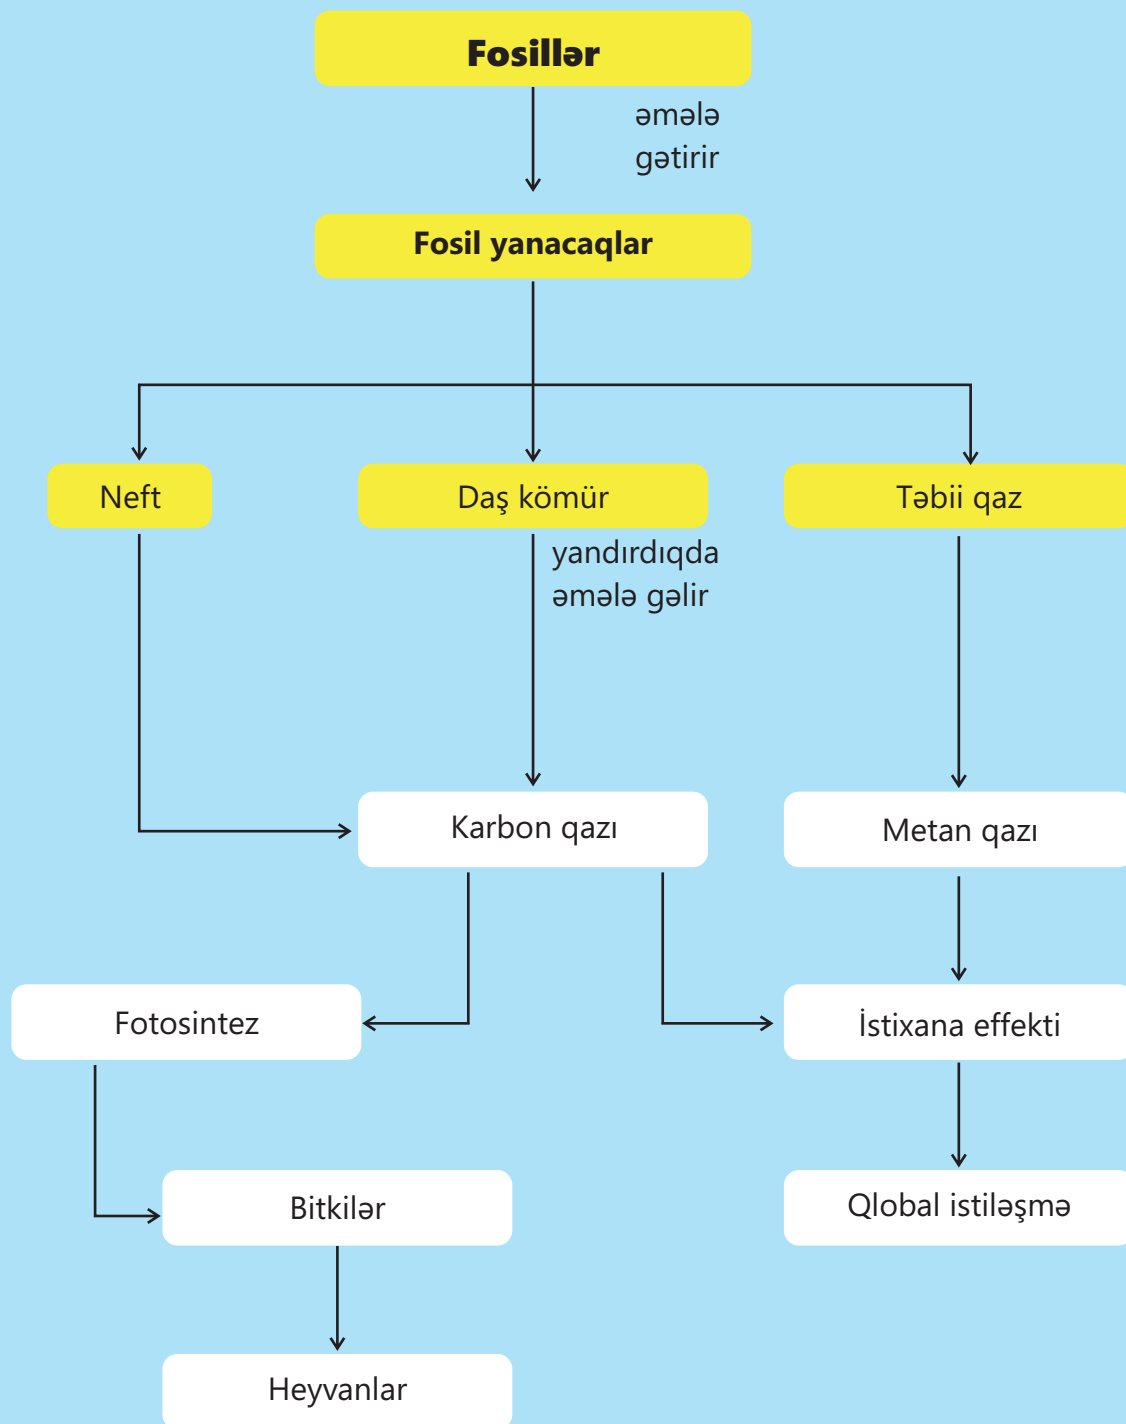 Fosillər
əmələ
gətirir
Fosil yanacaqlar
Neft
Daş kömür
Təbii qaz
yandırdıqda
əmələ gəlir
Karbon qazı
Metan qazı
Fotosintez
İstixana effekti
Bitkilər
Qlobal istiləşmə
Heyvanlar